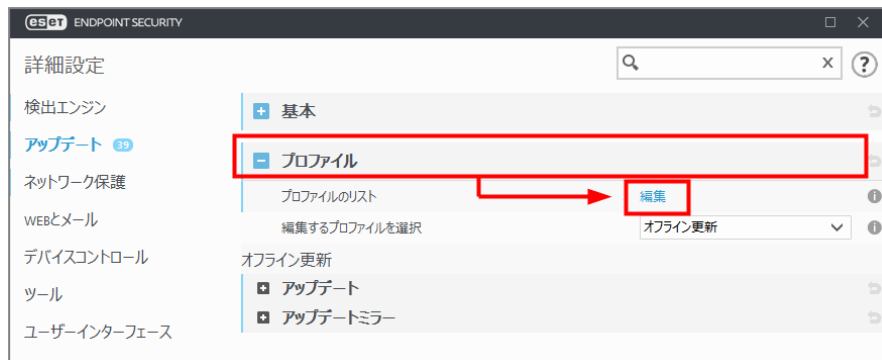 eset ENDPOINT SECURITY
詳細設定
検出エンジン
アップデート 39
ネットワーク保護
WEBとメール
デバイスコントロール
ツール
ユーザーインターフェース
基本
プロファイル
プロファイルのリスト 編集
編集するプロファイルを選択 オフライン更新
オフライン更新
アップデート
アップデートミラー